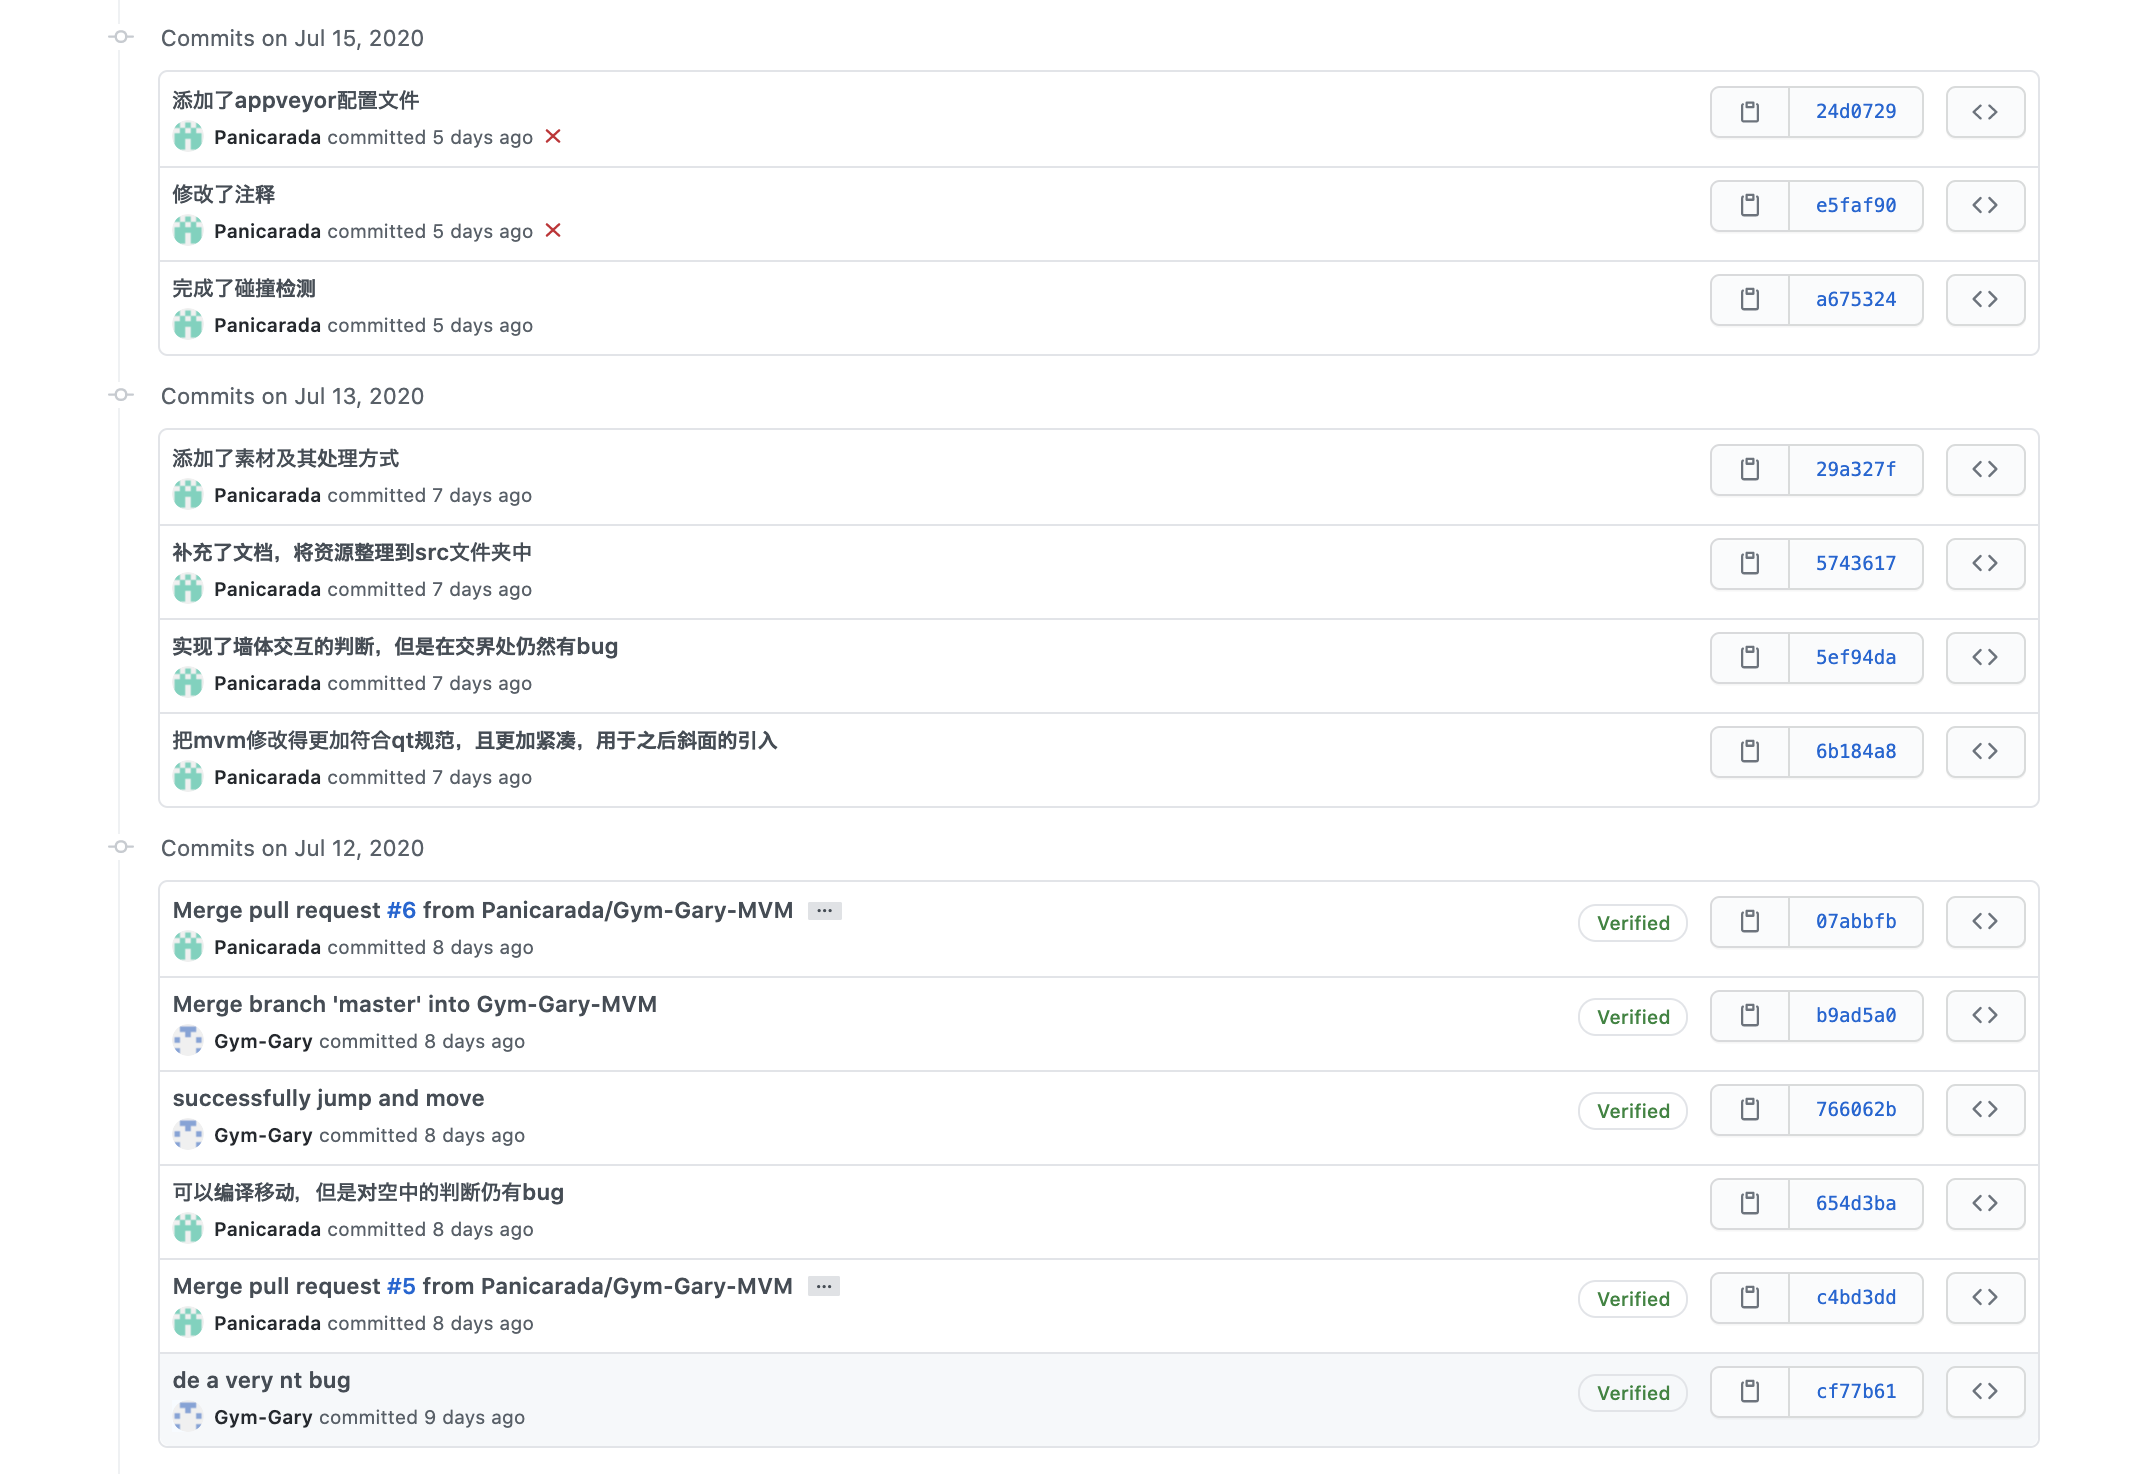 Commits on Jul 15, 2020
添加了appveyor配置文件
24d0729
Panicarada committed 5 days ago
修改了注释
e5faf90
Panicarada committed 5 days ago
完成了碰撞检测
a675324
Panicarada committed 5 days ago
Commits on Jul 13, 2020
添加了素材及其处理方式
29a327f
Panicarada committed 7 days ago
补充了文档，将资源整理到src文件夹中
5743617
Panicarada committed 7 days ago
实现了墙体交互的判断，但是在交界处仍然有bug
5ef94da
Panicarada committed 7 days ago
把mvm修改得更加符合qt规范，且更加紧凑，用于之后斜面的引入
6b184a8
Panicarada committed 7 days ago
Commits on Jul 12, 2020
Merge pull request #6 from Panicarada/Gym-Gary-MVM ...
Verified 07abbfb
Panicarada committed 8 days ago
Merge branch 'master' into Gym-Gary-MVM
Verified b9ad5a0
Gym-Gary committed 8 days ago
successfully jump and move
Verified 766062b
Gym-Gary committed 8 days ago
可以编译移动，但是对空中的判断仍有bug
654d3ba
Panicarada committed 8 days ago
Merge pull request #5 from Panicarada/Gym-Gary-MVM ...
Verified c4bd3dd
Panicarada committed 8 days ago
de a very nt bug
Verified cf77b61
Gym-Gary committed 9 days ago